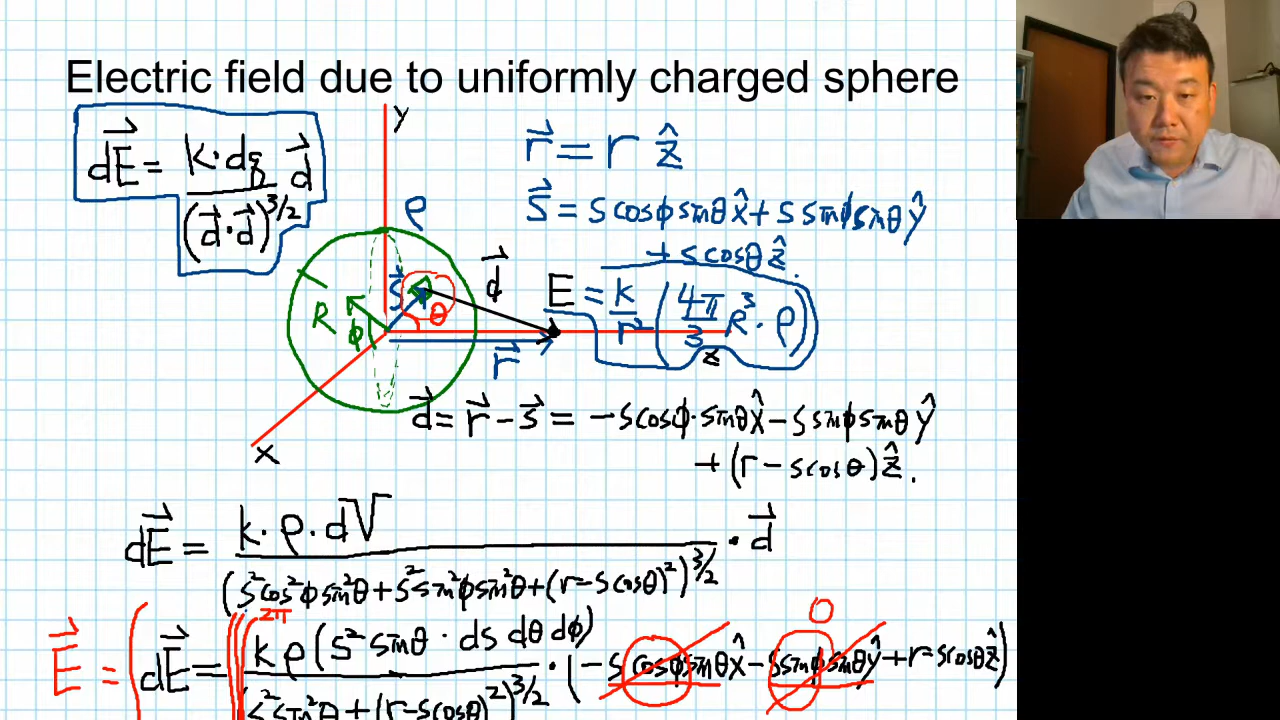 Electric field due to uniformly charged sphere
y
dE⃗ = k·dq / (d⃗·d⃗)^3/2 d⃗
r⃗ = r ẑ
ρ
s⃗ = s cosϕ sinθ x̂ + s sinϕ sinθ ŷ
+ s cosθ ẑ.
R ϕ s⃗ θ d⃗ r⃗
E = k/r² (4π/3 R³·ρ)
z
x
d⃗ = r⃗ − s⃗ = −s cosϕ·sinθ x̂ − s sinϕ sinθ ŷ
+ (r − s cosθ) ẑ.
dE⃗ = k·ρ·dV / (s² cos²ϕ sin²θ + s² sin²ϕ sin²θ + (r − s cosθ)²)^3/2 · d⃗
2π 0
E⃗ = ∫ dE⃗ = ∫∫∫ kρ(s² sinθ · ds dθ dϕ) / (s² sin²θ + (r − s cosθ)²)^3/2 · (−s cosϕ sinθ x̂ − s sinϕ sinθ ŷ + r − s cosθ ẑ)